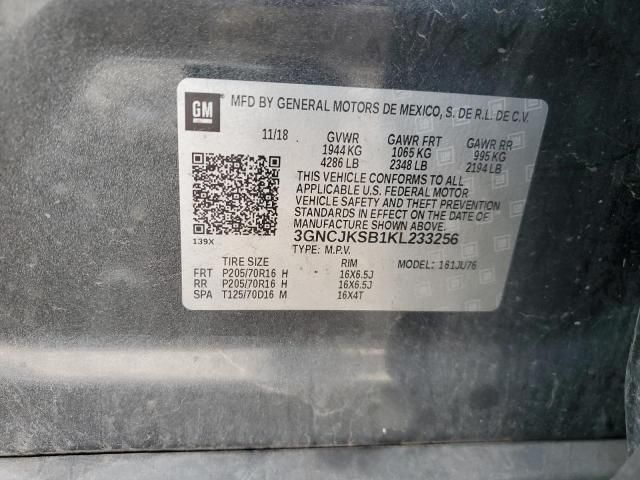 GM
MFD BY GENERAL MOTORS DE MEXICO, S. DE R.L. DE C.V.
11/18 GVWR GAWR FRT GAWR RR
1944 KG 1065 KG 995 KG
4286 LB 2348 LB 2194 LB
THIS VEHICLE CONFORMS TO ALL
APPLICABLE U.S. FEDERAL MOTOR
VEHICLE SAFETY AND THEFT PREVENTION
STANDARDS IN EFFECT ON THE DATE OF
MANUFACTURE SHOWN ABOVE.
139X 3GNCJKSB1KL233256
TYPE: M.P.V. MODEL: 161JU76
TIRE SIZE RIM
FRT P205/70R16 H 16X6.5J
RR P205/70R16 H 16X6.5J
SPA T125/70D16 M 16X4T